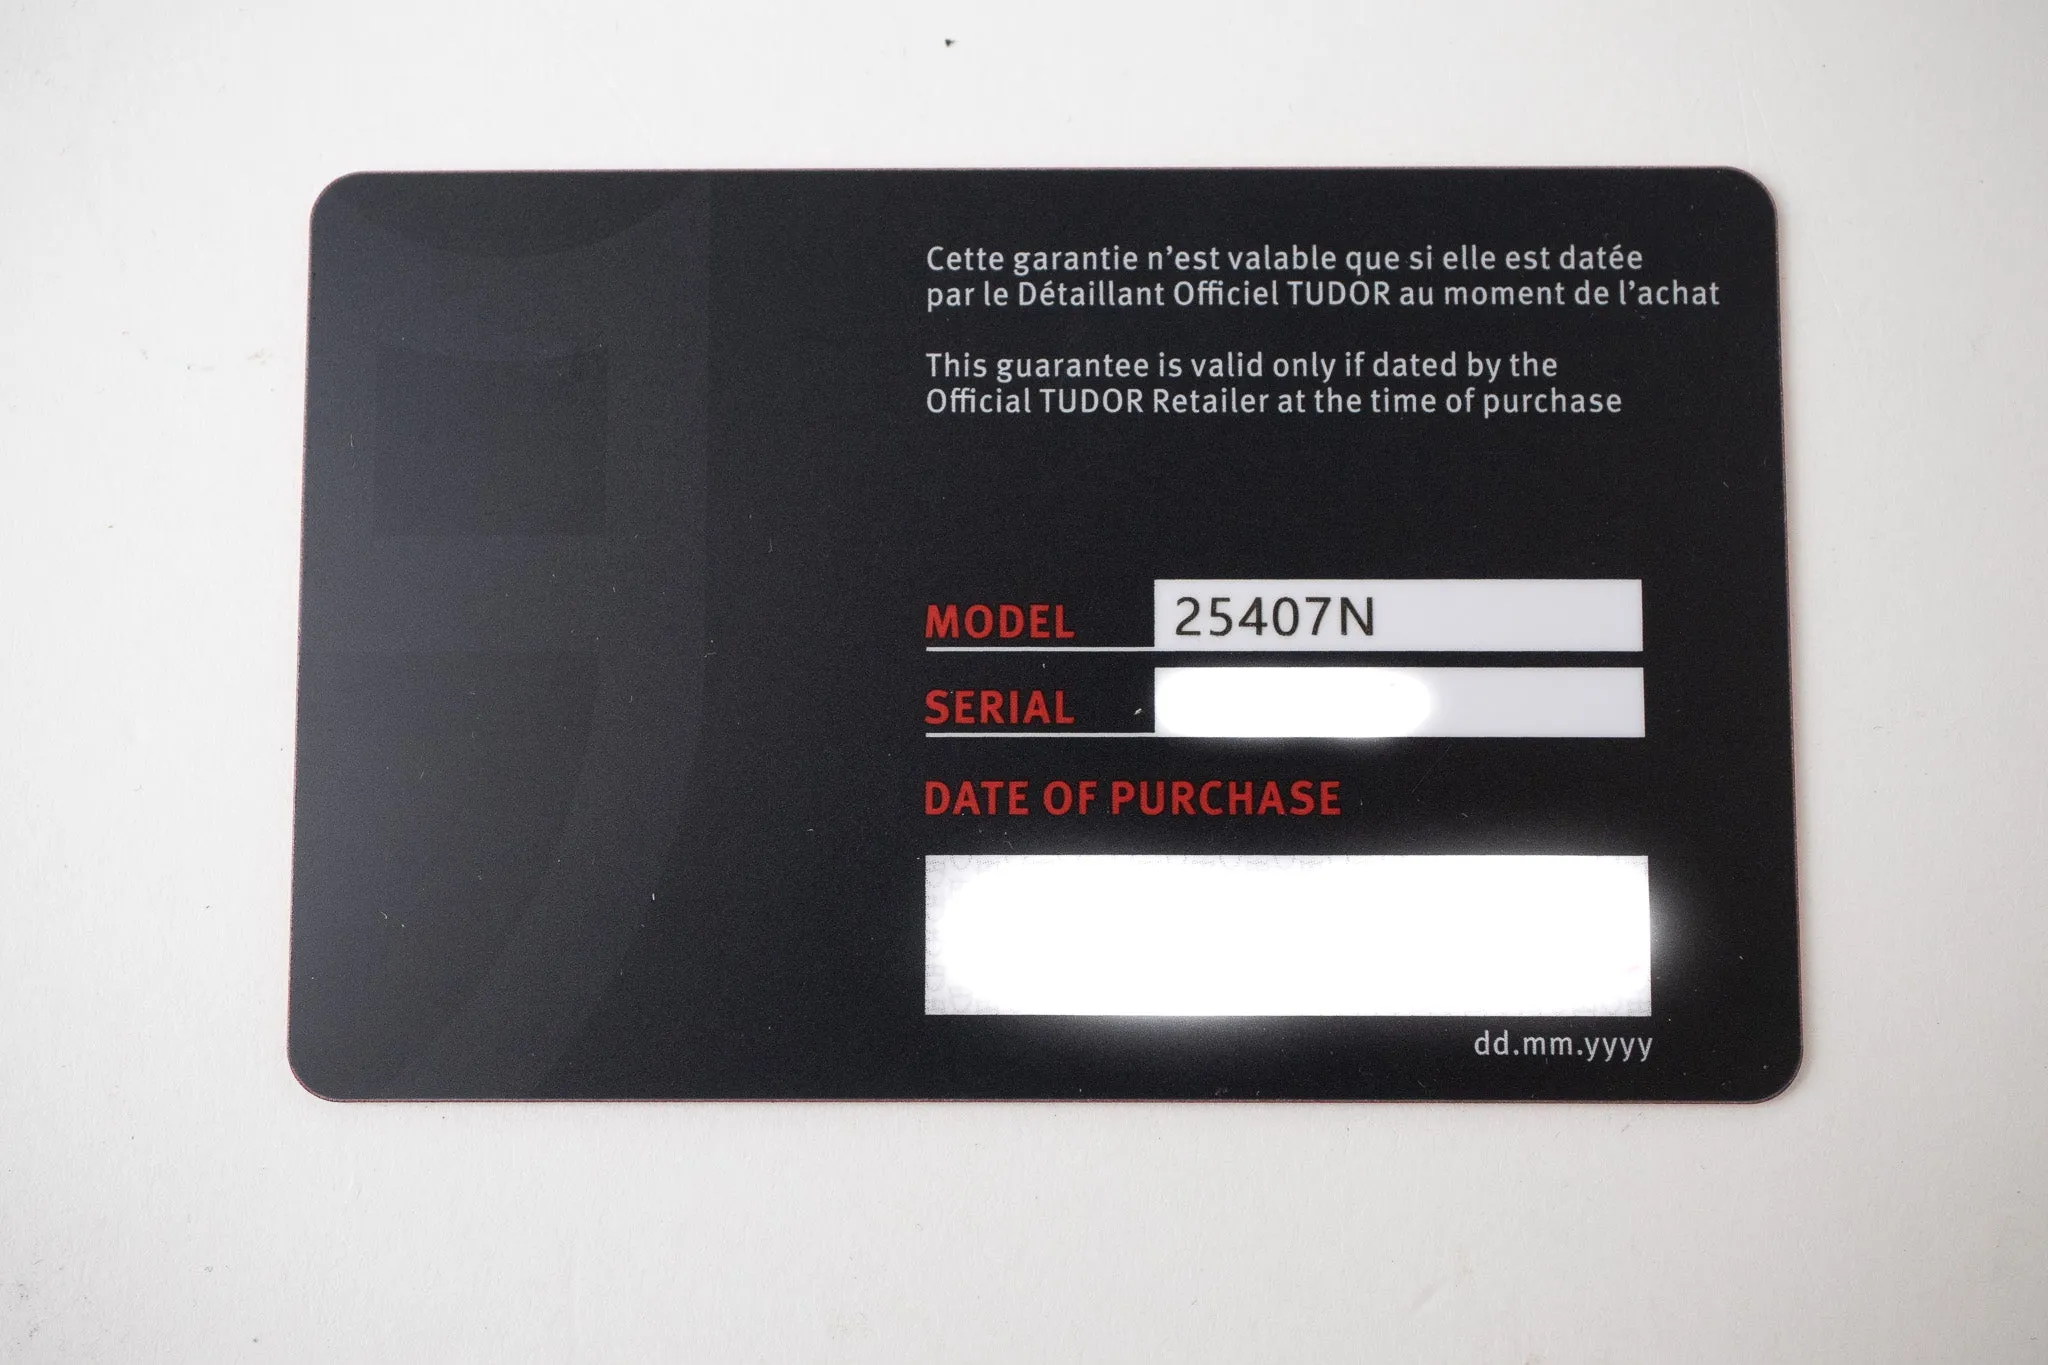 Cette garantie n'est valable que si elle est datée
par le Détaillant Officiel TUDOR au moment de l'achat
This guarantee is valid only if dated by the
Official TUDOR Retailer at the time of purchase
MODEL 25407N
SERIAL
DATE OF PURCHASE
dd.mm.yyyy